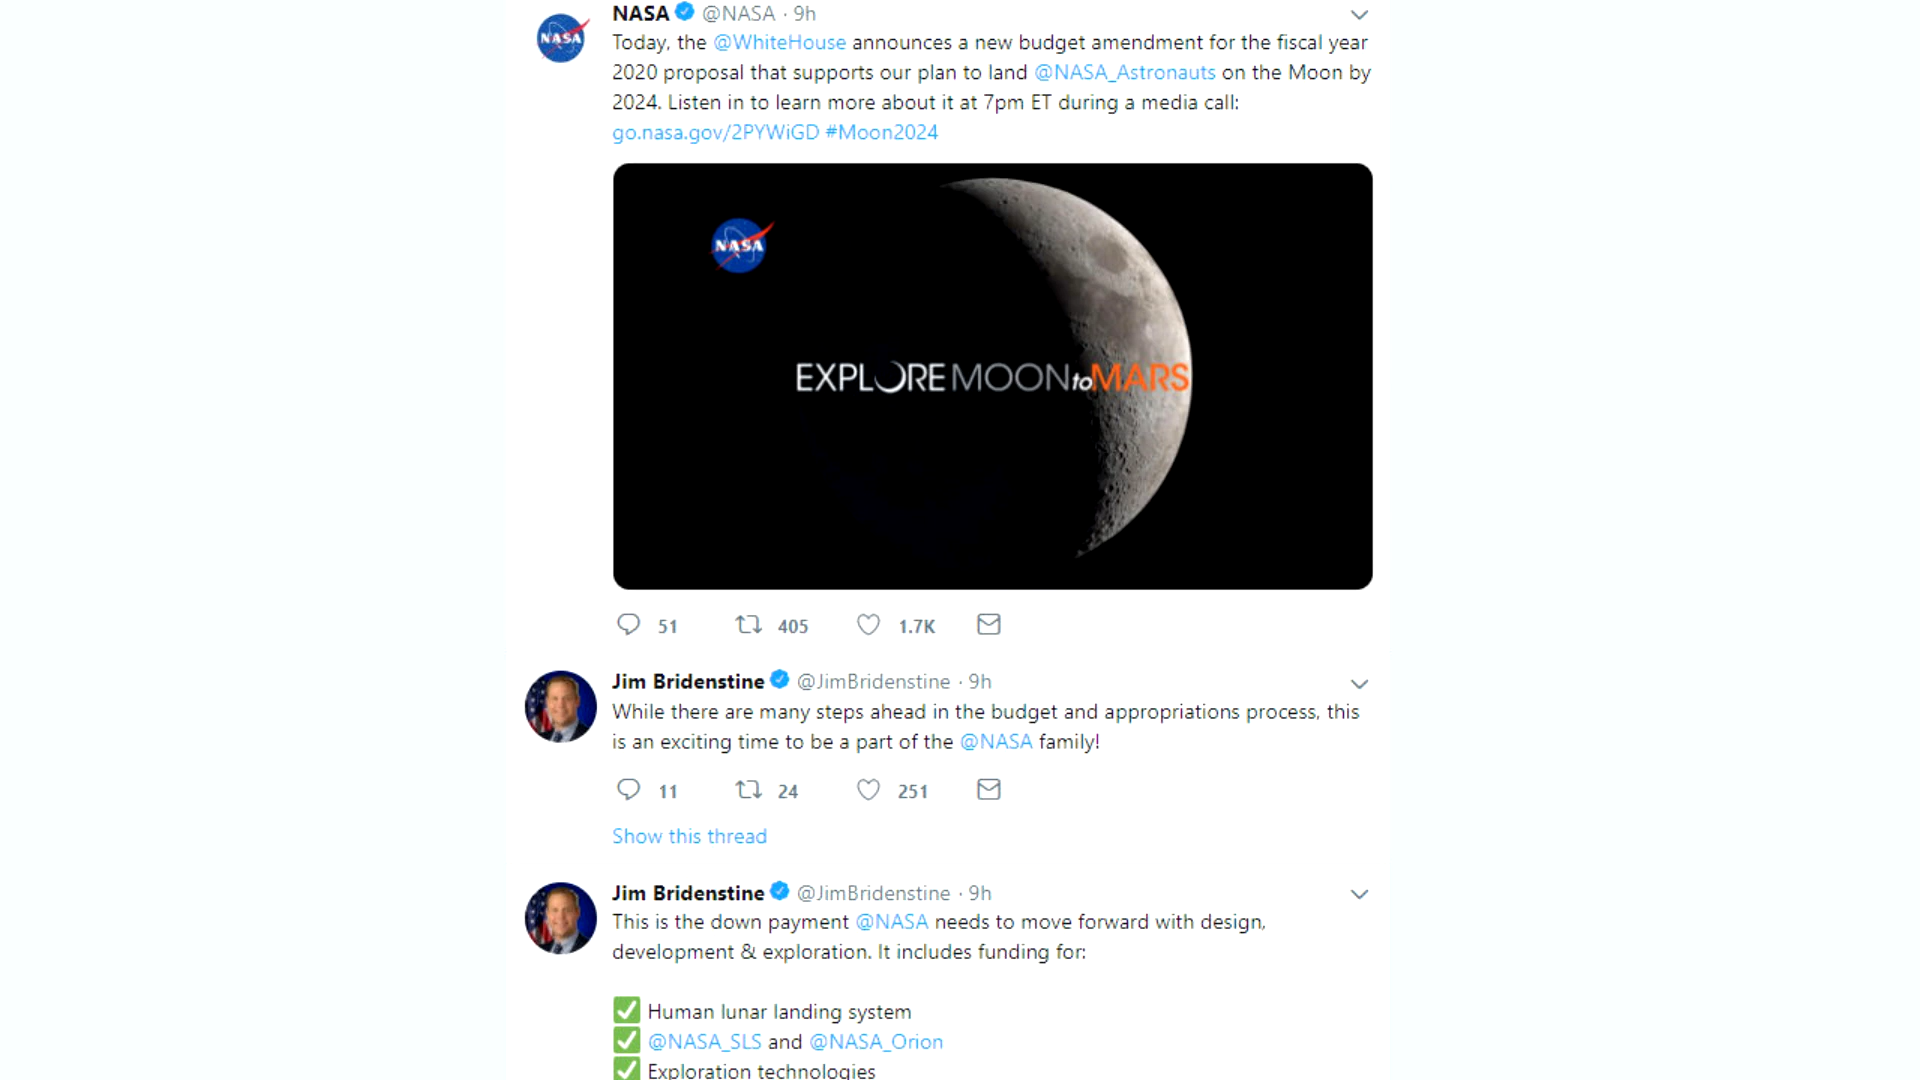 NASA @NASA · 9h
Today, the @WhiteHouse announces a new budget amendment for the fiscal year
2020 proposal that supports our plan to land @NASA_Astronauts on the Moon by
2024. Listen in to learn more about it at 7pm ET during a media call:
go.nasa.gov/2PYWiGD #Moon2024
NASA
NASA
EXPLORE MOON to MARS
51 405 1.7K
Jim Bridenstine @JimBridenstine · 9h
While there are many steps ahead in the budget and appropriations process, this
is an exciting time to be a part of the @NASA family!
11 24 251
Show this thread
Jim Bridenstine @JimBridenstine · 9h
This is the down payment @NASA needs to move forward with design,
development & exploration. It includes funding for:
✅ Human lunar landing system
✅ @NASA_SLS and @NASA_Orion
✅ Exploration technologies